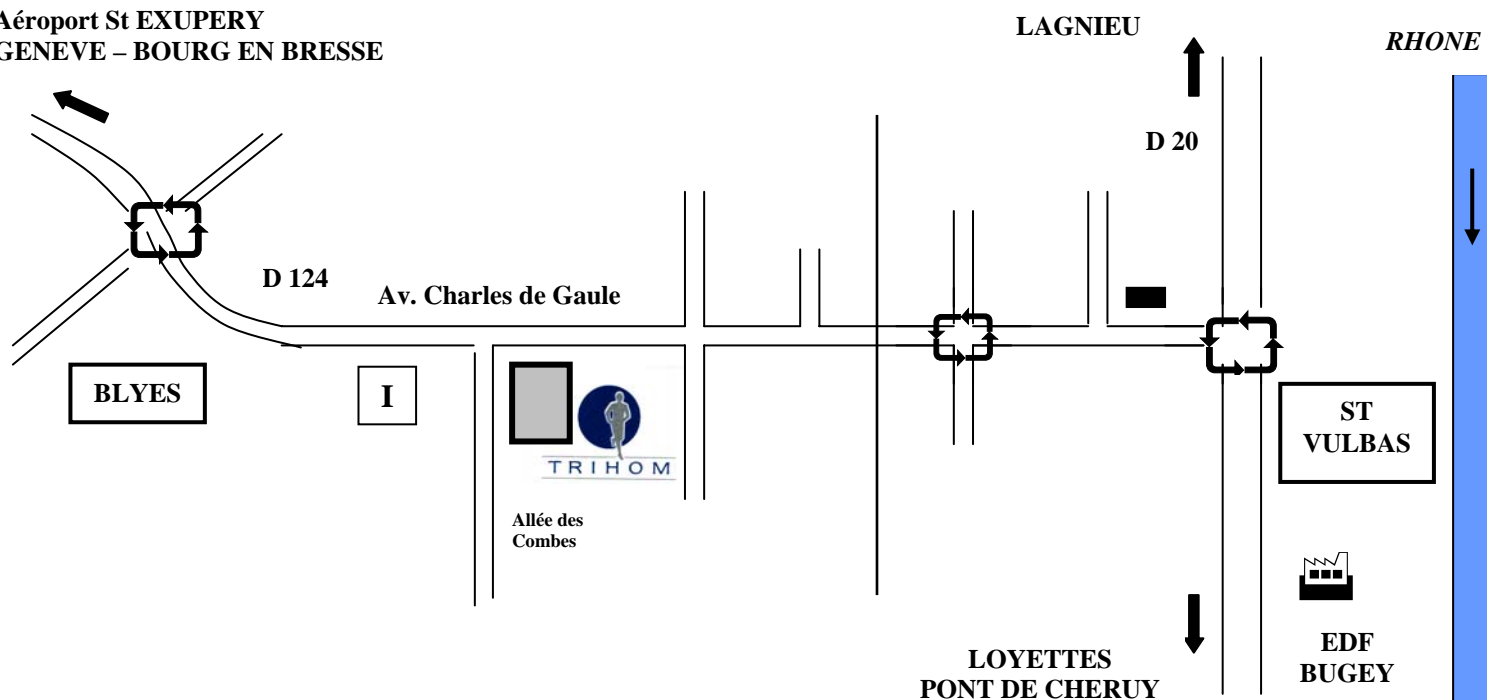 Aéroport St EXUPERY
GENEVE – BOURG EN BRESSE
LAGNIEU
RHONE
D 20
D 124
Av. Charles de Gaule
BLYES
I
TRIHOM
ST
VULBAS
Allée des
Combes
LOYETTES
PONT DE CHERUY
EDF
BUGEY